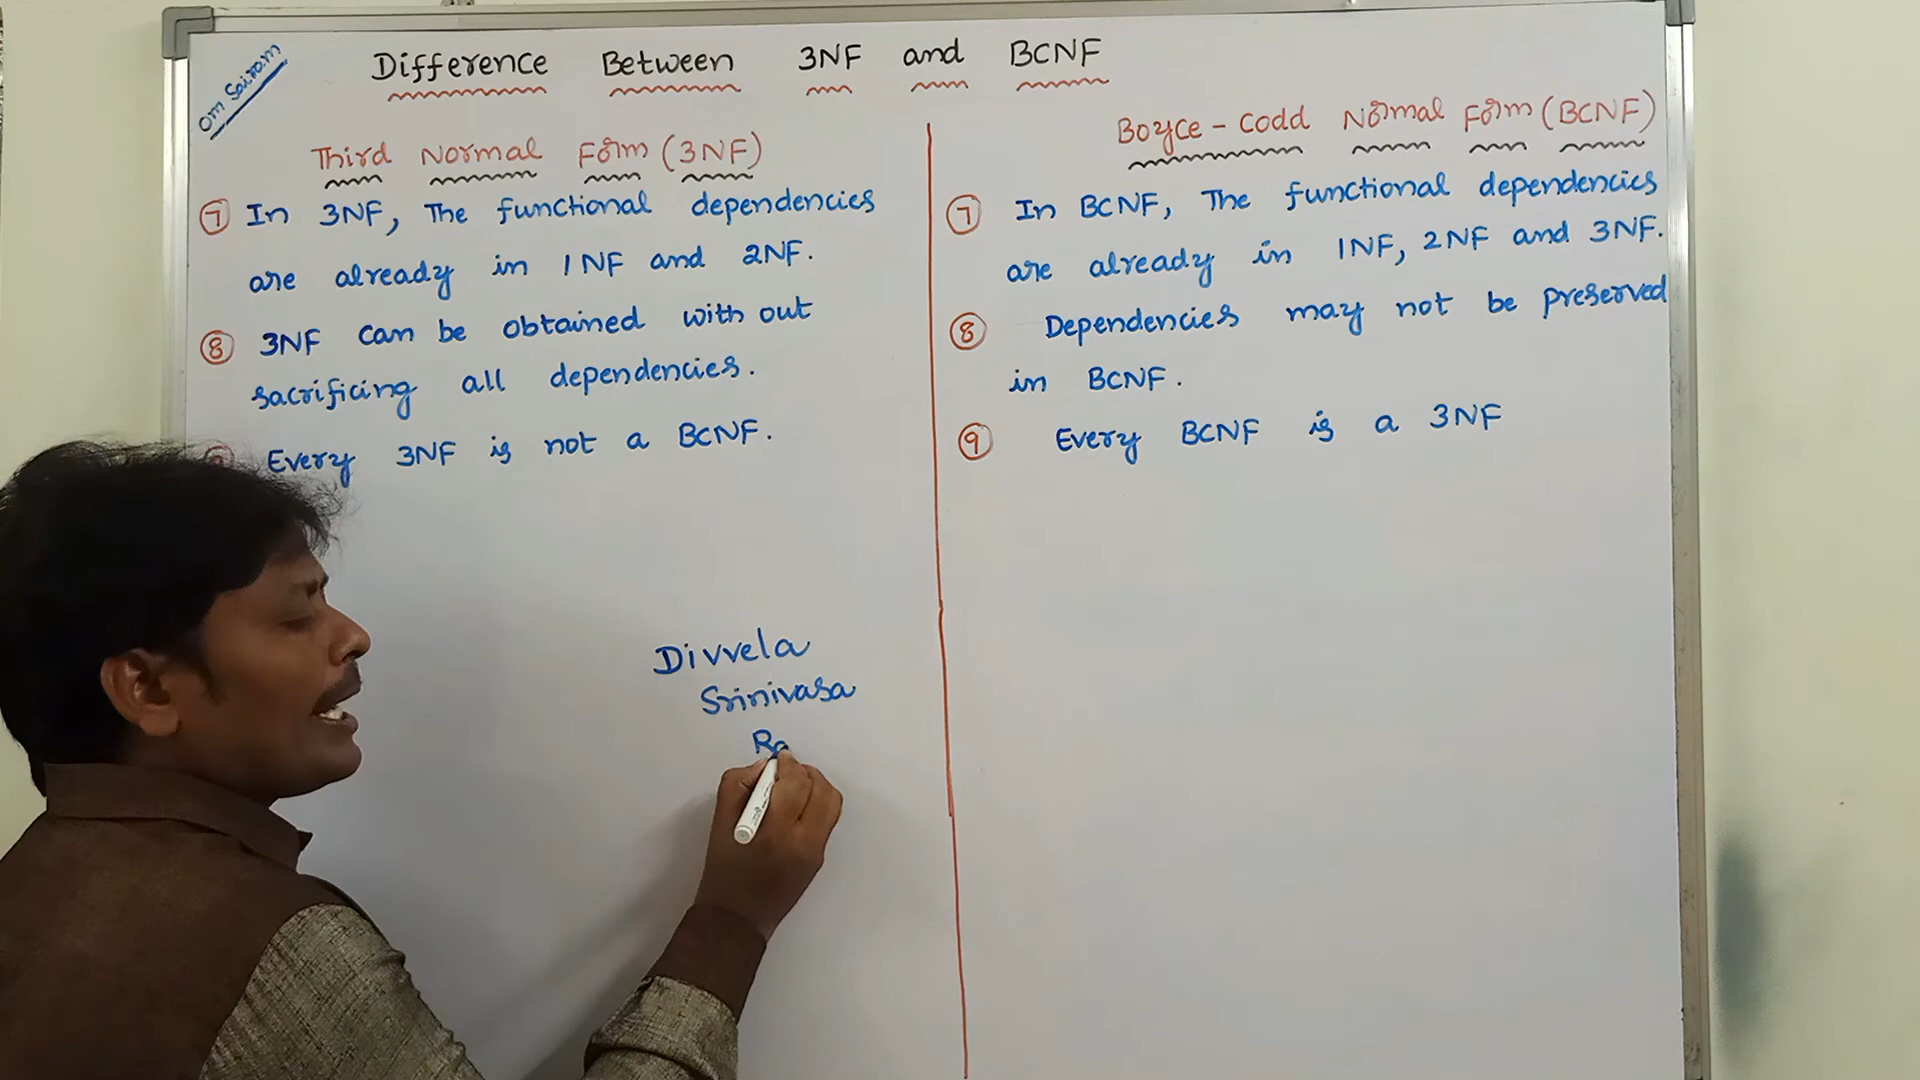 Om Sairam
Difference Between 3NF and BCNF
Third Normal Form (3NF)
7 In 3NF, The functional dependencies
are already in 1NF and 2NF.
8 3NF can be obtained with out
sacrificing all dependencies.
Every 3NF is not a BCNF.
Divvela
Srinivasa
Ra
Boyce - Codd Normal Form (BCNF)
7 In BCNF, The functional dependencies
are already in 1NF, 2NF and 3NF.
8 Dependencies may not be preserved
in BCNF.
9 Every BCNF is a 3NF